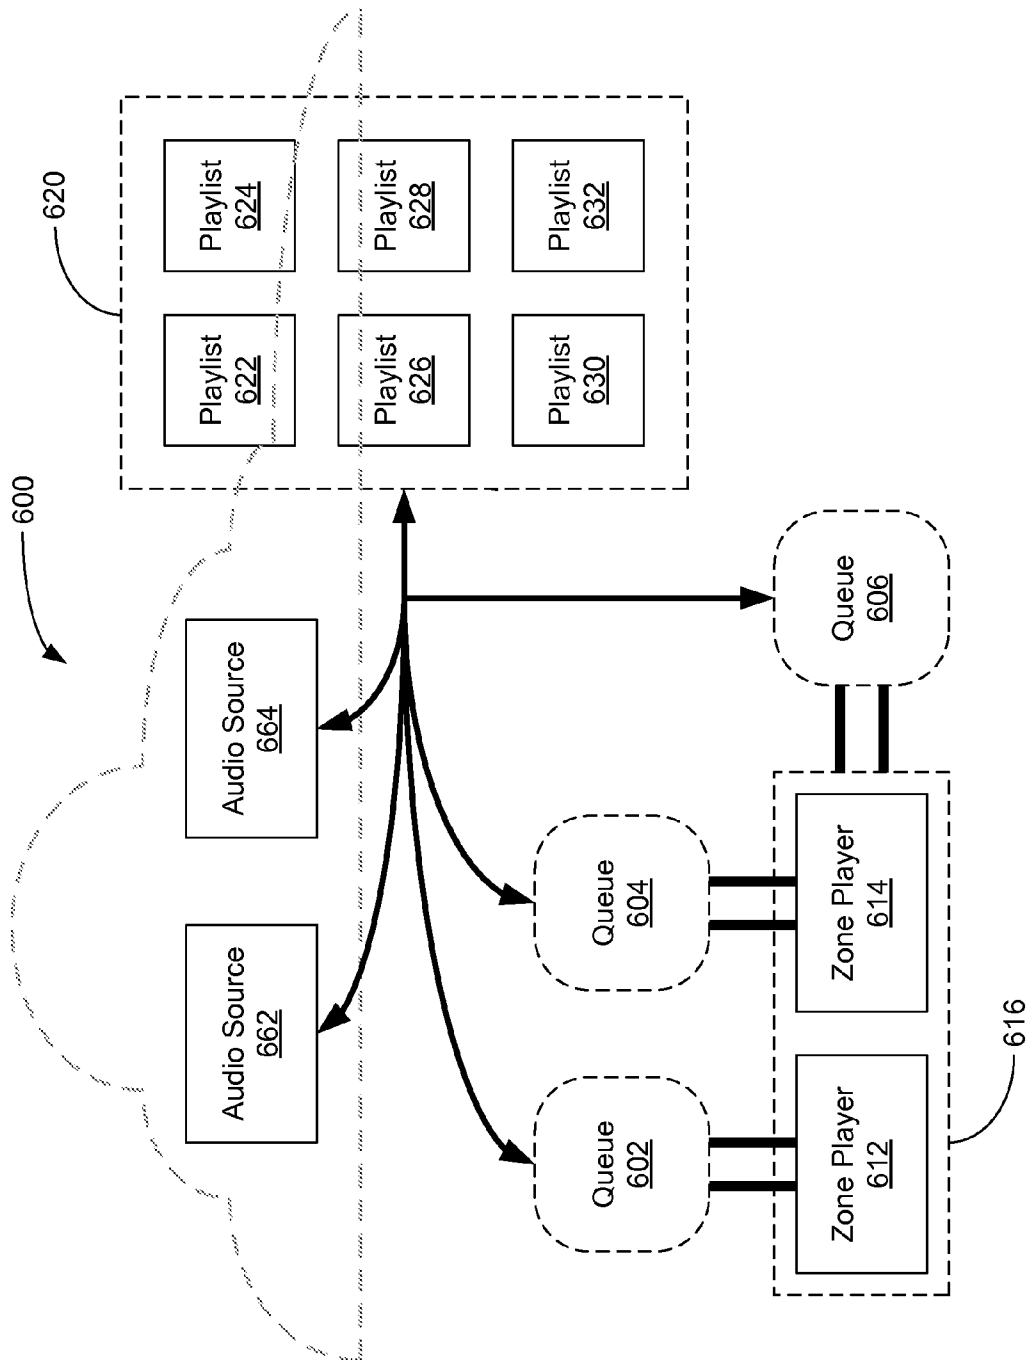 600
620
Audio Source
662
Audio Source
664
Playlist
622
Playlist
624
Playlist
626
Playlist
628
Playlist
630
Playlist
632
Queue
602
Queue
604
Queue
606
Zone Player
612
Zone Player
614
616